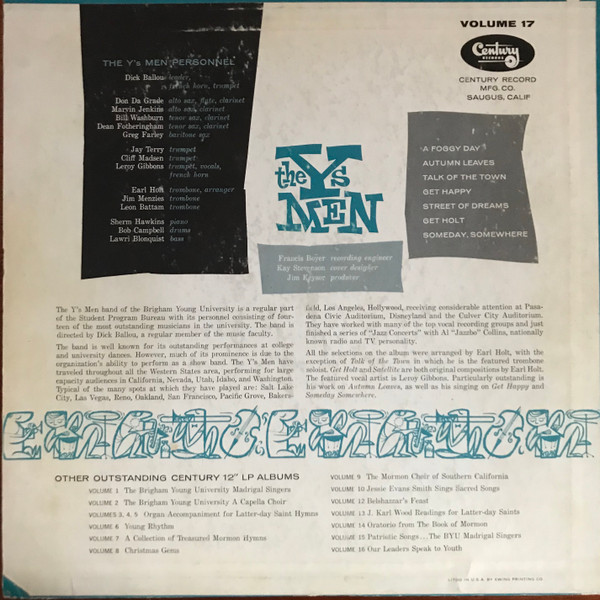 VOLUME 17
Century
RECORDS
CENTURY RECORD
MFG. CO.
SAUGUS, CALIF
THE Y's MEN PERSONNEL
Dick Ballou leader,
french horn, trumpet
Don Da Grade alto sax, flute, clarinet
Marvin Jenkins alto sax, clarinet
Bill Washburn tenor sax, clarinet
Dean Fotheringham tenor sax, clarinet
Greg Farley baritone sax
Jay Terry trumpet
Cliff Madsen trumpet
Leroy Gibbons trumpet, vocals,
french horn
Earl Holt trombone, arranger
Jim Menzies trombone
Leon Battam trombone
Sherm Hawkins piano
Bob Campbell drums
Lawri Blonquist bass
the Ys
MEN
A FOGGY DAY
AUTUMN LEAVES
TALK OF THE TOWN
GET HAPPY
STREET OF DREAMS
GET HOLT
SOMEDAY, SOMEWHERE
Francis Boyer recording engineer
Kay cover designer
Jim producer
The Y's Men band of the Brigham Young University is a regular part
of the Student Program Bureau with its personnel consisting of four-
teen of the most outstanding musicians in the university. The band is
directed by Dick Ballou, a regular member of the music faculty.
The band is well known for its outstanding performances at college
and university dances. However, much of its prominence is due to the
organization's ability to perform as a show band. The Y's Men have
traveled throughout all the Western States area, performing for large
capacity audiences in California, Nevada, Utah, Idaho, and Washington.
Typical of the many spots at which they have played are: Salt Lake
City, Las Vegas, Reno, Oakland, San Francisco, Pacific Grove, Bakers-
field, Los Angeles, Hollywood, receiving considerable attention at Pasa-
dena Civic Auditorium, Disneyland and the Culver City Auditorium.
They have worked with many of the top vocal recording groups and just
finished a series of "Jazz Concerts" with Al "Jazzbo" Collins, nationally
known radio and TV personality.
All the selections on the album were arranged by Earl Holt, with the
exception of Talk of the Town in which he is the featured trombone
soloist. Get Holt and Satellite are both original compositions by Earl Holt.
The featured vocal artist is Leroy Gibbons. Particularly outstanding is
his work on Autumn Leaves, as well as his singing on Get Happy and
Someday Somewhere.
OTHER OUTSTANDING CENTURY 12" LP ALBUMS
VOLUME 1 The Brigham Young University Madrigal Singers
VOLUME 2 The Brigham Young University A Capella Choir
VOLUMES 3, 4, 5 Organ Accompaniment for Latter-day Saint Hymns
VOLUME 6 Young Rhythm
VOLUME 7 A Collection of Treasured Mormon Hymns
VOLUME 8 Christmas Gems
VOLUME 9 The Mormon Choir of Southern California
VOLUME 10 Jessie Evans Smith Sings Sacred Songs
VOLUME 12 Belshazzar's Feast
VOLUME 13 J. Karl Wood Readings for Latter-day Saints
VOLUME 14 Oratorio from The Book of Mormon
VOLUME 15 Patriotic Songs . . . The BYU Madrigal Singers
VOLUME 16 Our Leaders Speak to Youth
LITHO IN U.S.A. BY EWING PRINTING CO